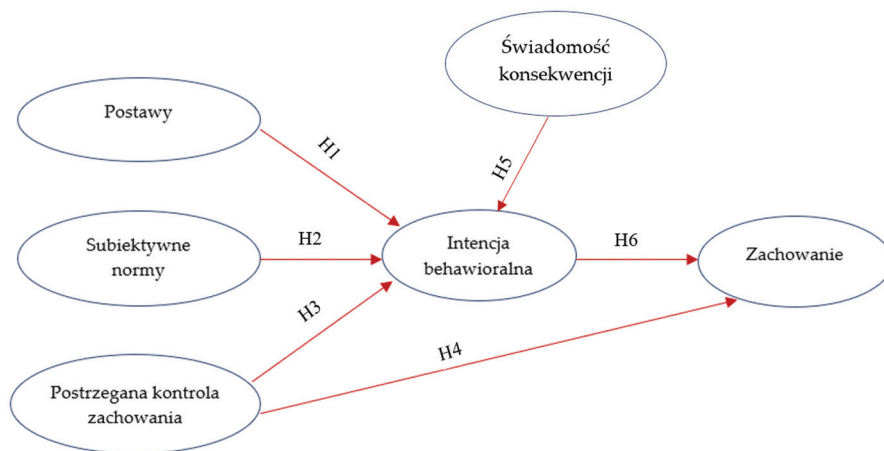 Świadomość
konsekwencji
Postawy
H1
H5
Subiektywne
normy
H2
Intencja
behawioralna
H6
Zachowanie
H3
H4
Postrzegana kontrola
zachowania